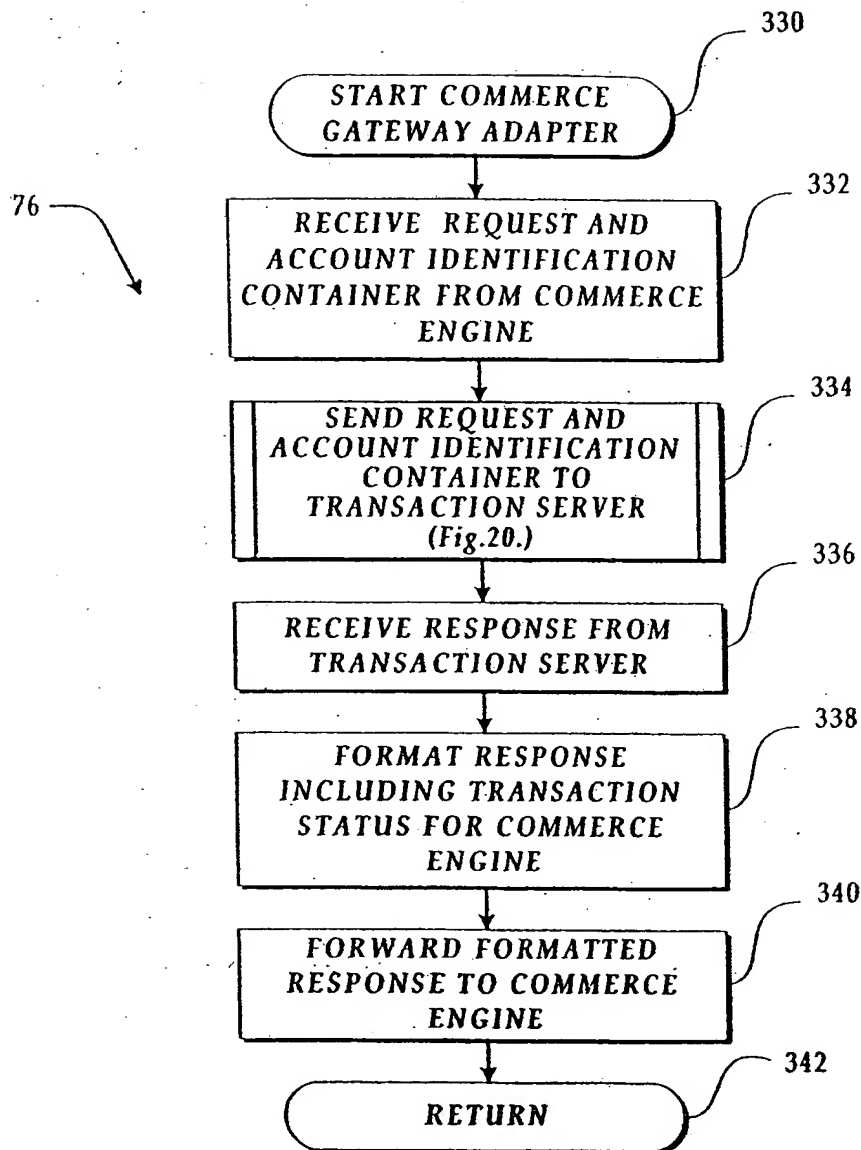 330
START COMMERCE
GATEWAY ADAPTER
332
76
RECEIVE REQUEST AND
ACCOUNT IDENTIFICATION
CONTAINER FROM COMMERCE
ENGINE
334
SEND REQUEST AND
ACCOUNT IDENTIFICATION
CONTAINER TO
TRANSACTION SERVER
(Fig.20.)
336
RECEIVE RESPONSE FROM
TRANSACTION SERVER
338
FORMAT RESPONSE
INCLUDING TRANSACTION
STATUS FOR COMMERCE
ENGINE
340
FORWARD FORMATTED
RESPONSE TO COMMERCE
ENGINE
342
RETURN